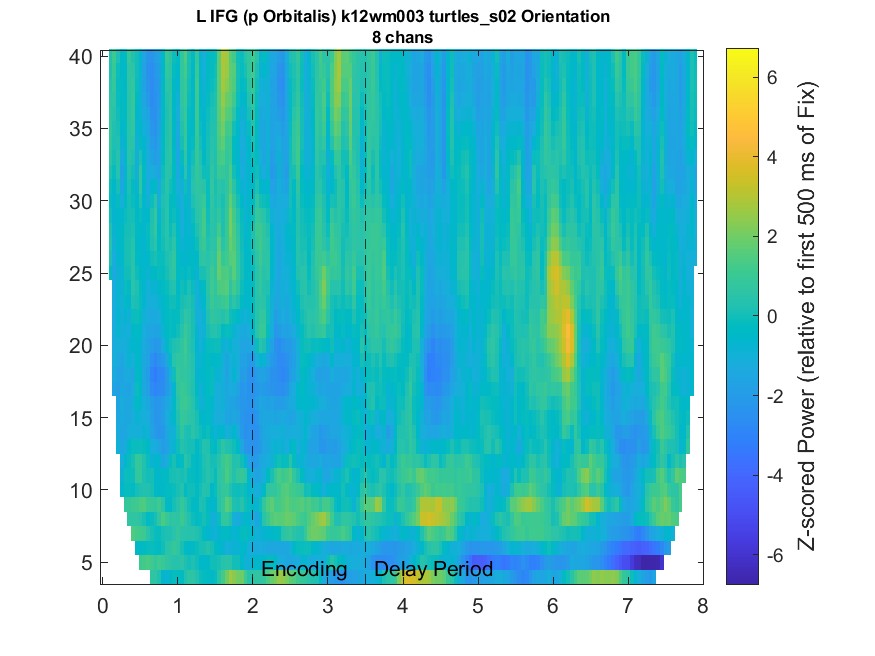 L IFG (p Orbitalis) k12wm003 turtles_s02 Orientation
8 chans
40
35
30
25
20
15
10
5
Encoding
Delay Period
0 1 2 3 4 5 6 7 8
6
4
2
0
-2
-4
-6
Z-scored Power (relative to first 500 ms of Fix)